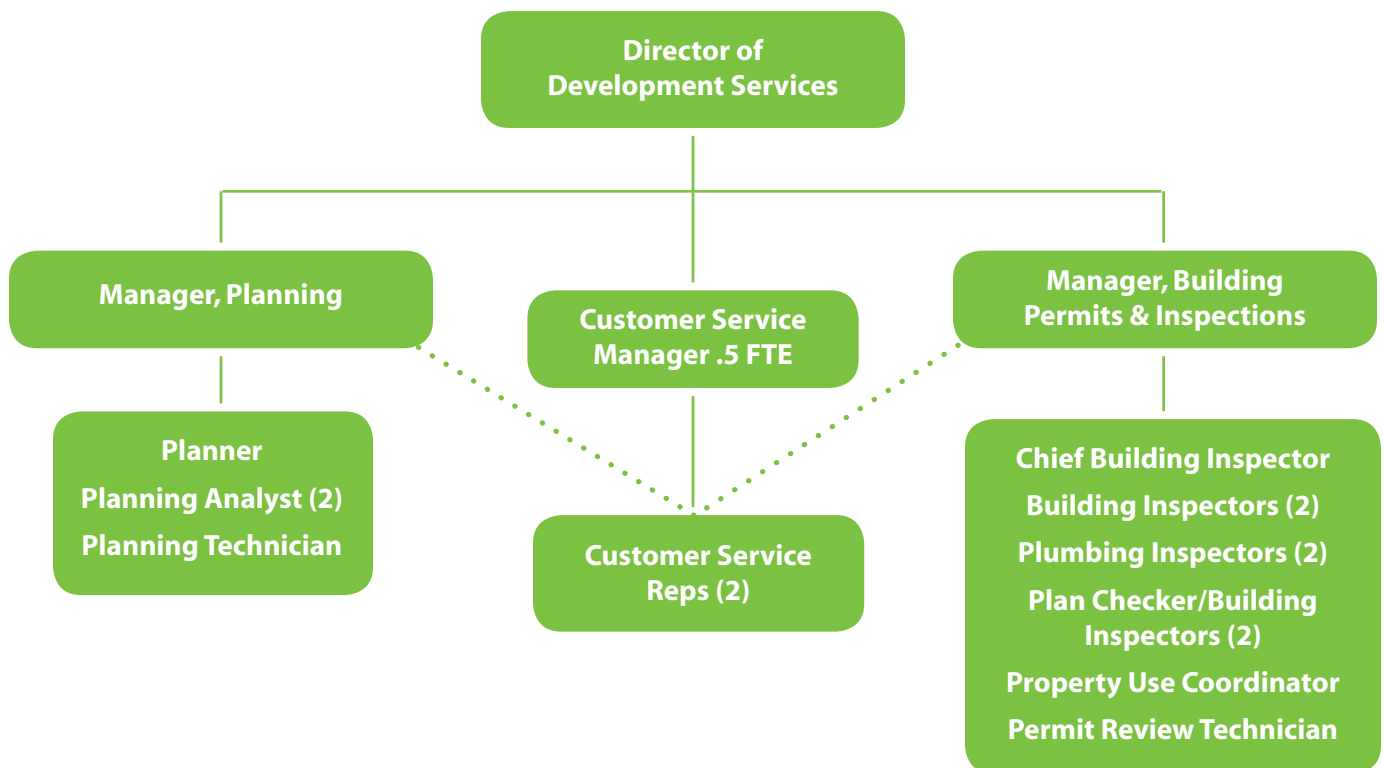 Director of
Development Services
Manager, Planning
Customer Service
Manager .5 FTE
Manager, Building
Permits & Inspections
Planner
Planning Analyst (2)
Planning Technician
Customer Service
Reps (2)
Chief Building Inspector
Building Inspectors (2)
Plumbing Inspectors (2)
Plan Checker/Building
Inspectors (2)
Property Use Coordinator
Permit Review Technician